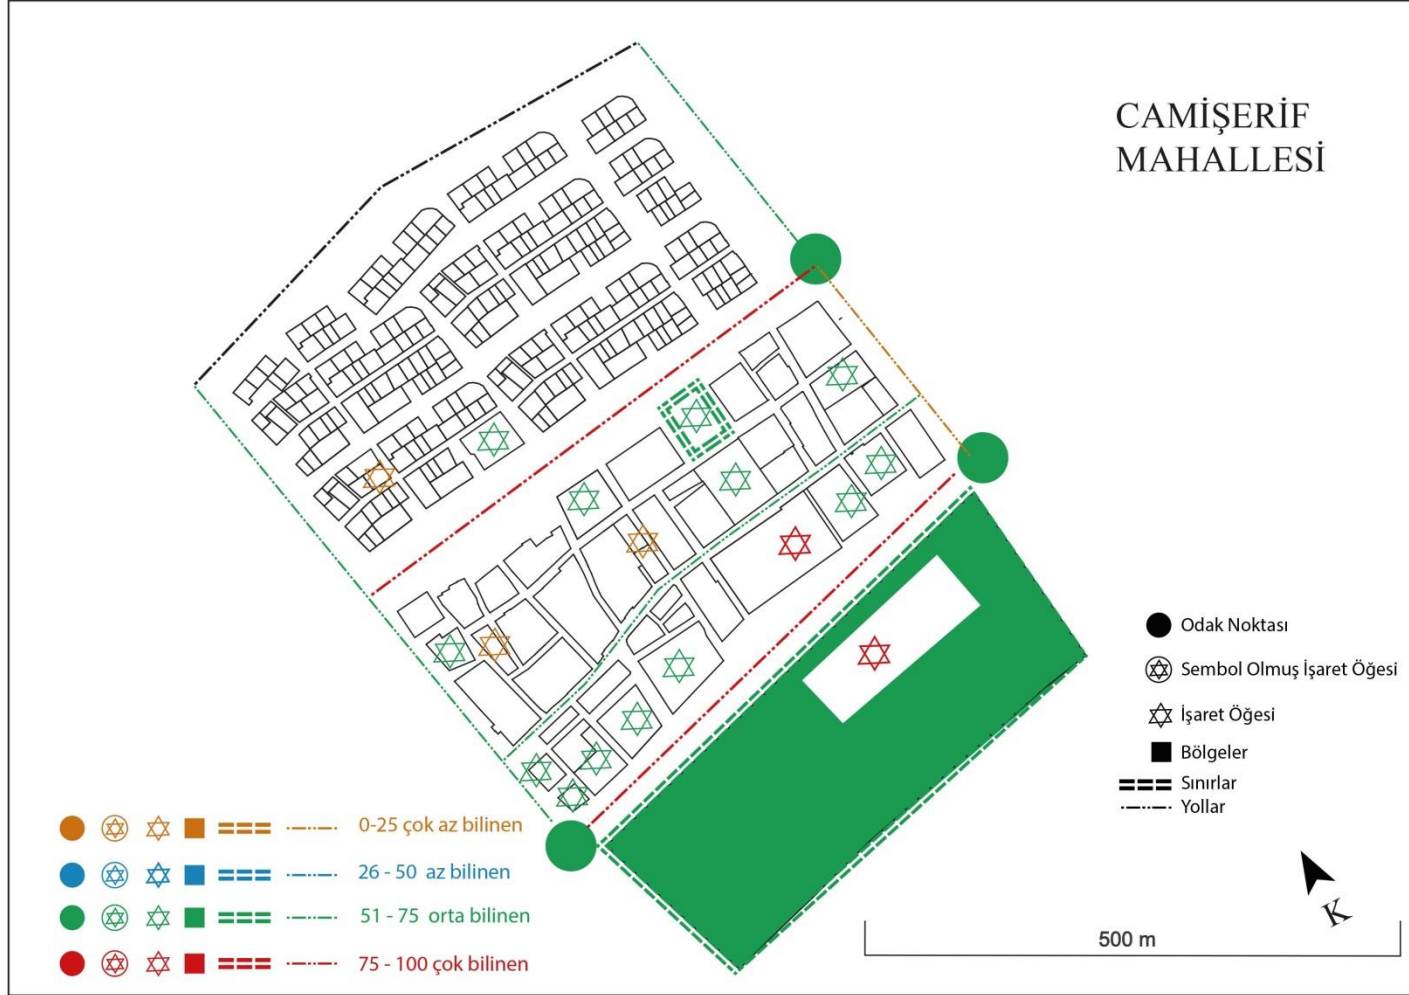 CAMİŞERİF
MAHALLESİ
Odak Noktası
Sembol Olmuş İşaret Öğesi
İşaret Öğesi
Bölgeler
Sınırlar
Yollar
0-25 çok az bilinen
26 - 50 az bilinen
51 - 75 orta bilinen
75 - 100 çok bilinen
K
500 m